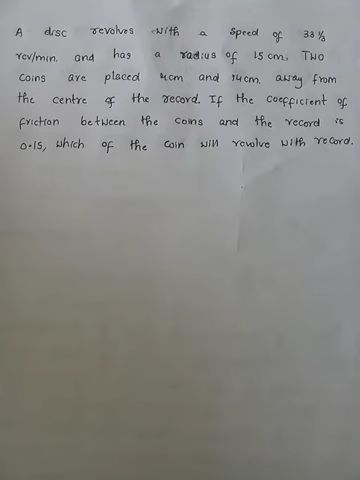 A disc revolves with a speed of 33 1/3
rev/min. and has a radius of 15 cm. Two
coins are placed 4cm and 14cm. away from
the centre of the record. If the coefficient of
friction between the coins and the record is
0.15, which of the coin will revolve with record.